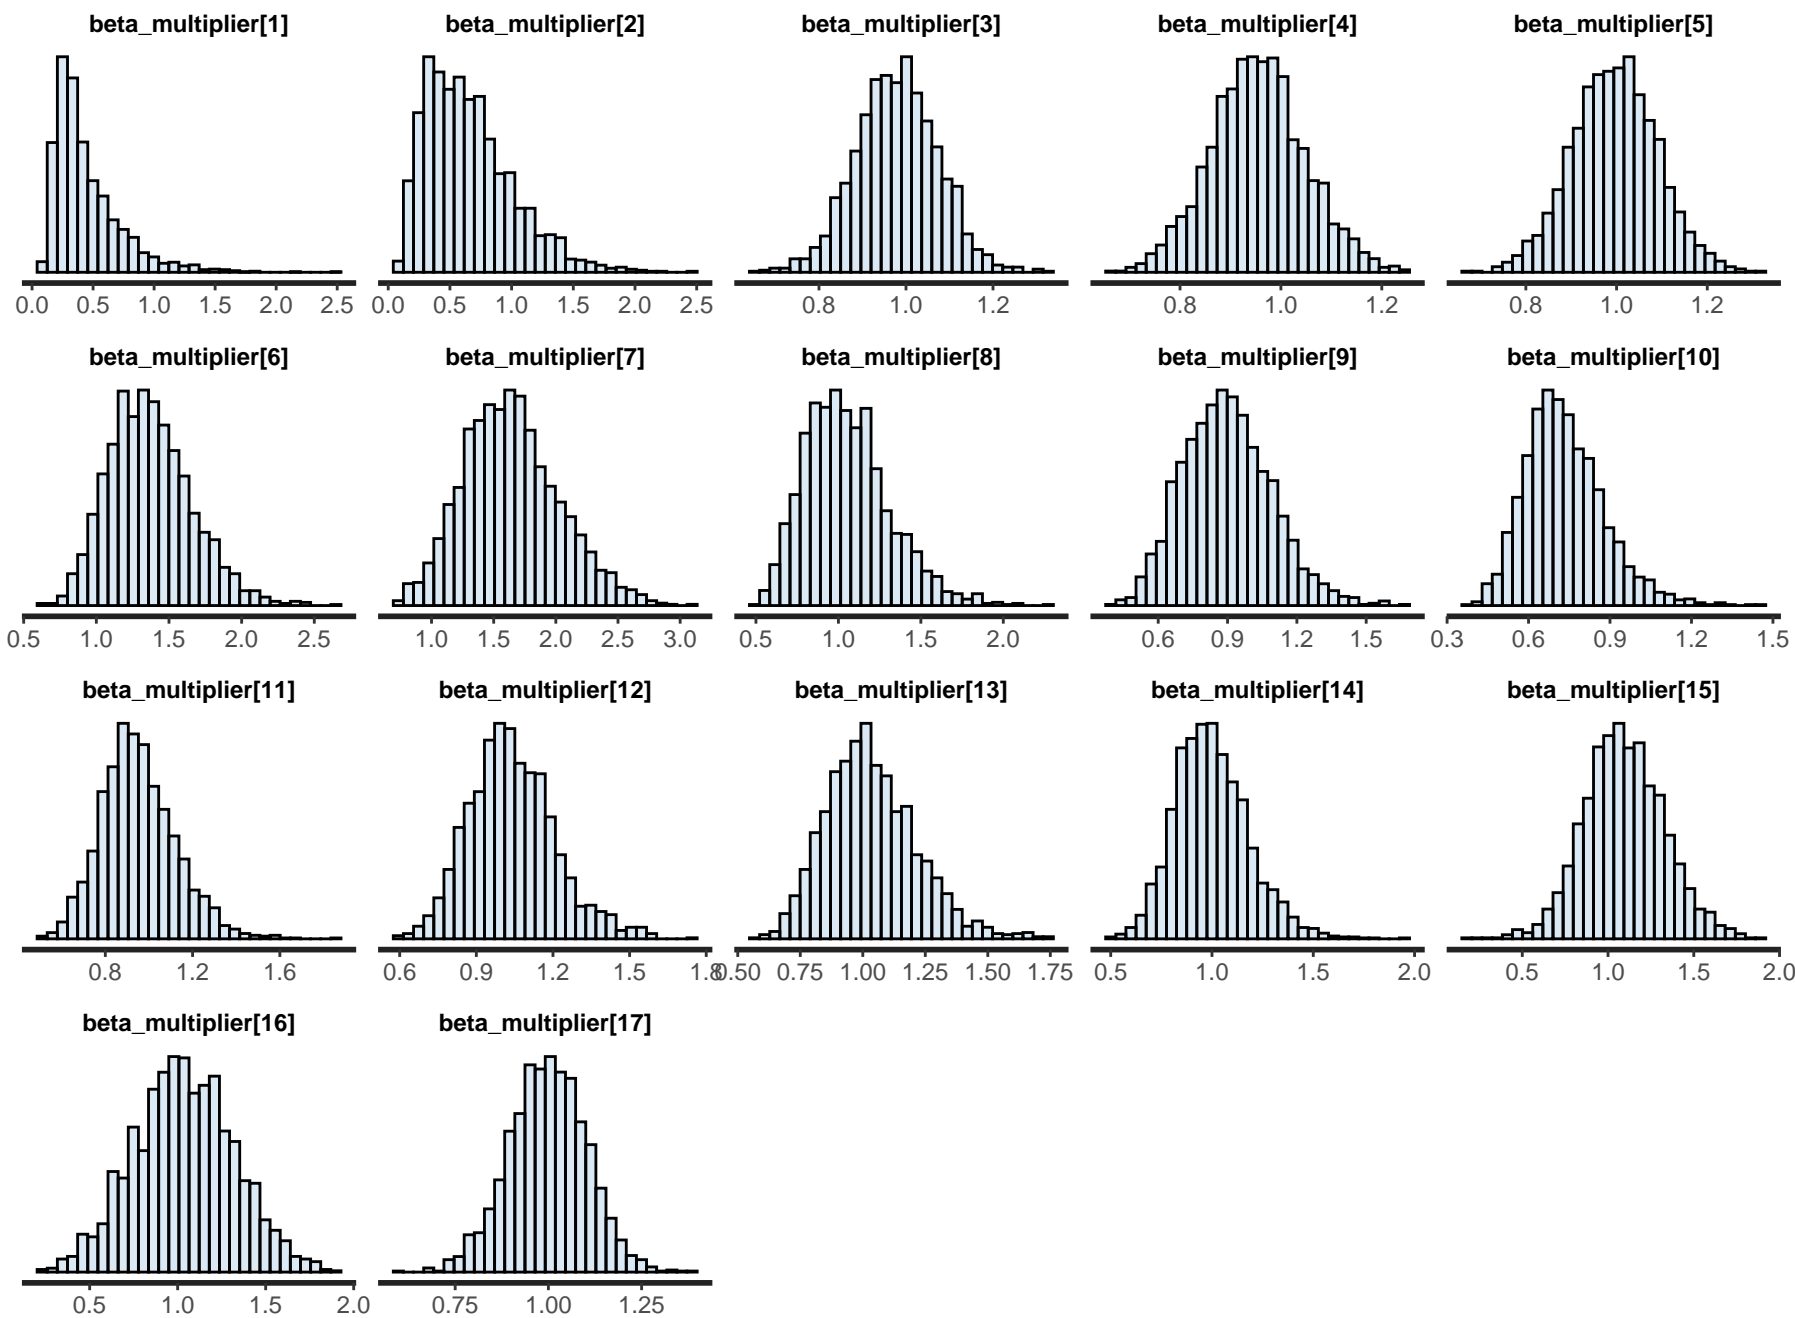 beta_multiplier[1] beta_multiplier[2] beta_multiplier[3] beta_multiplier[4] beta_multiplier[5]
0.0 0.5 1.0 1.5 2.0 2.5 0.0 0.5 1.0 1.5 2.0 2.5 0.8 1.0 1.2 0.8 1.0 1.2 0.8 1.0 1.2
beta_multiplier[6] beta_multiplier[7] beta_multiplier[8] beta_multiplier[9] beta_multiplier[10]
0.5 1.0 1.5 2.0 2.5 1.0 1.5 2.0 2.5 3.0 0.5 1.0 1.5 2.0 0.6 0.9 1.2 1.5 0.3 0.6 0.9 1.2 1.5
beta_multiplier[11] beta_multiplier[12] beta_multiplier[13] beta_multiplier[14] beta_multiplier[15]
0.8 1.2 1.6 0.6 0.9 1.2 1.5 1.8 0.50 0.75 1.00 1.25 1.50 1.75 0.5 1.0 1.5 2.0 0.5 1.0 1.5 2.0
beta_multiplier[16] beta_multiplier[17]
0.5 1.0 1.5 2.0 0.75 1.00 1.25